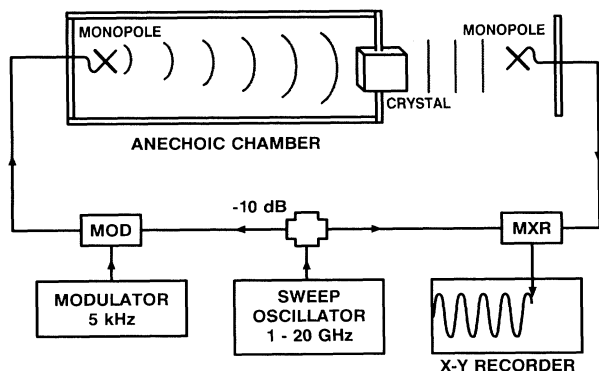 MONOPOLE
MONOPOLE
CRYSTAL
ANECHOIC CHAMBER
-10 dB
MOD
MXR
MODULATOR
5 kHz
SWEEP
OSCILLATOR
1 - 20 GHz
X-Y RECORDER